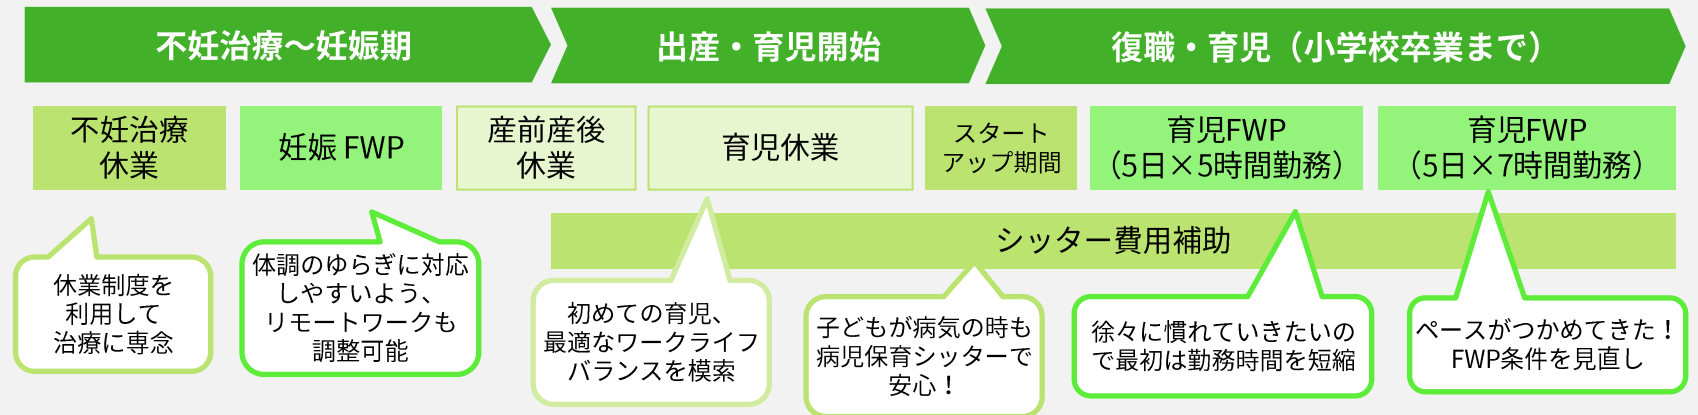 不妊治療～妊娠期
出産・育児開始
復職・育児（小学校卒業まで）
不妊治療
休業
妊娠 FWP
産前産後
休業
育児休業
スタート
アップ期間
育児FWP
（5日×5時間勤務）
育児FWP
（5日×7時間勤務）
シッター費用補助
休業制度を
利用して
治療に専念
体調のゆらぎに対応
しやすいよう、
リモートワークも
調整可能
初めての育児、
最適なワークライフ
バランスを模索
子どもが病気の時も
病児保育シッターで
安心！
徐々に慣れていきたいの
で最初は勤務時間を短縮
ペースがつかめてきた！
FWP条件を見直し